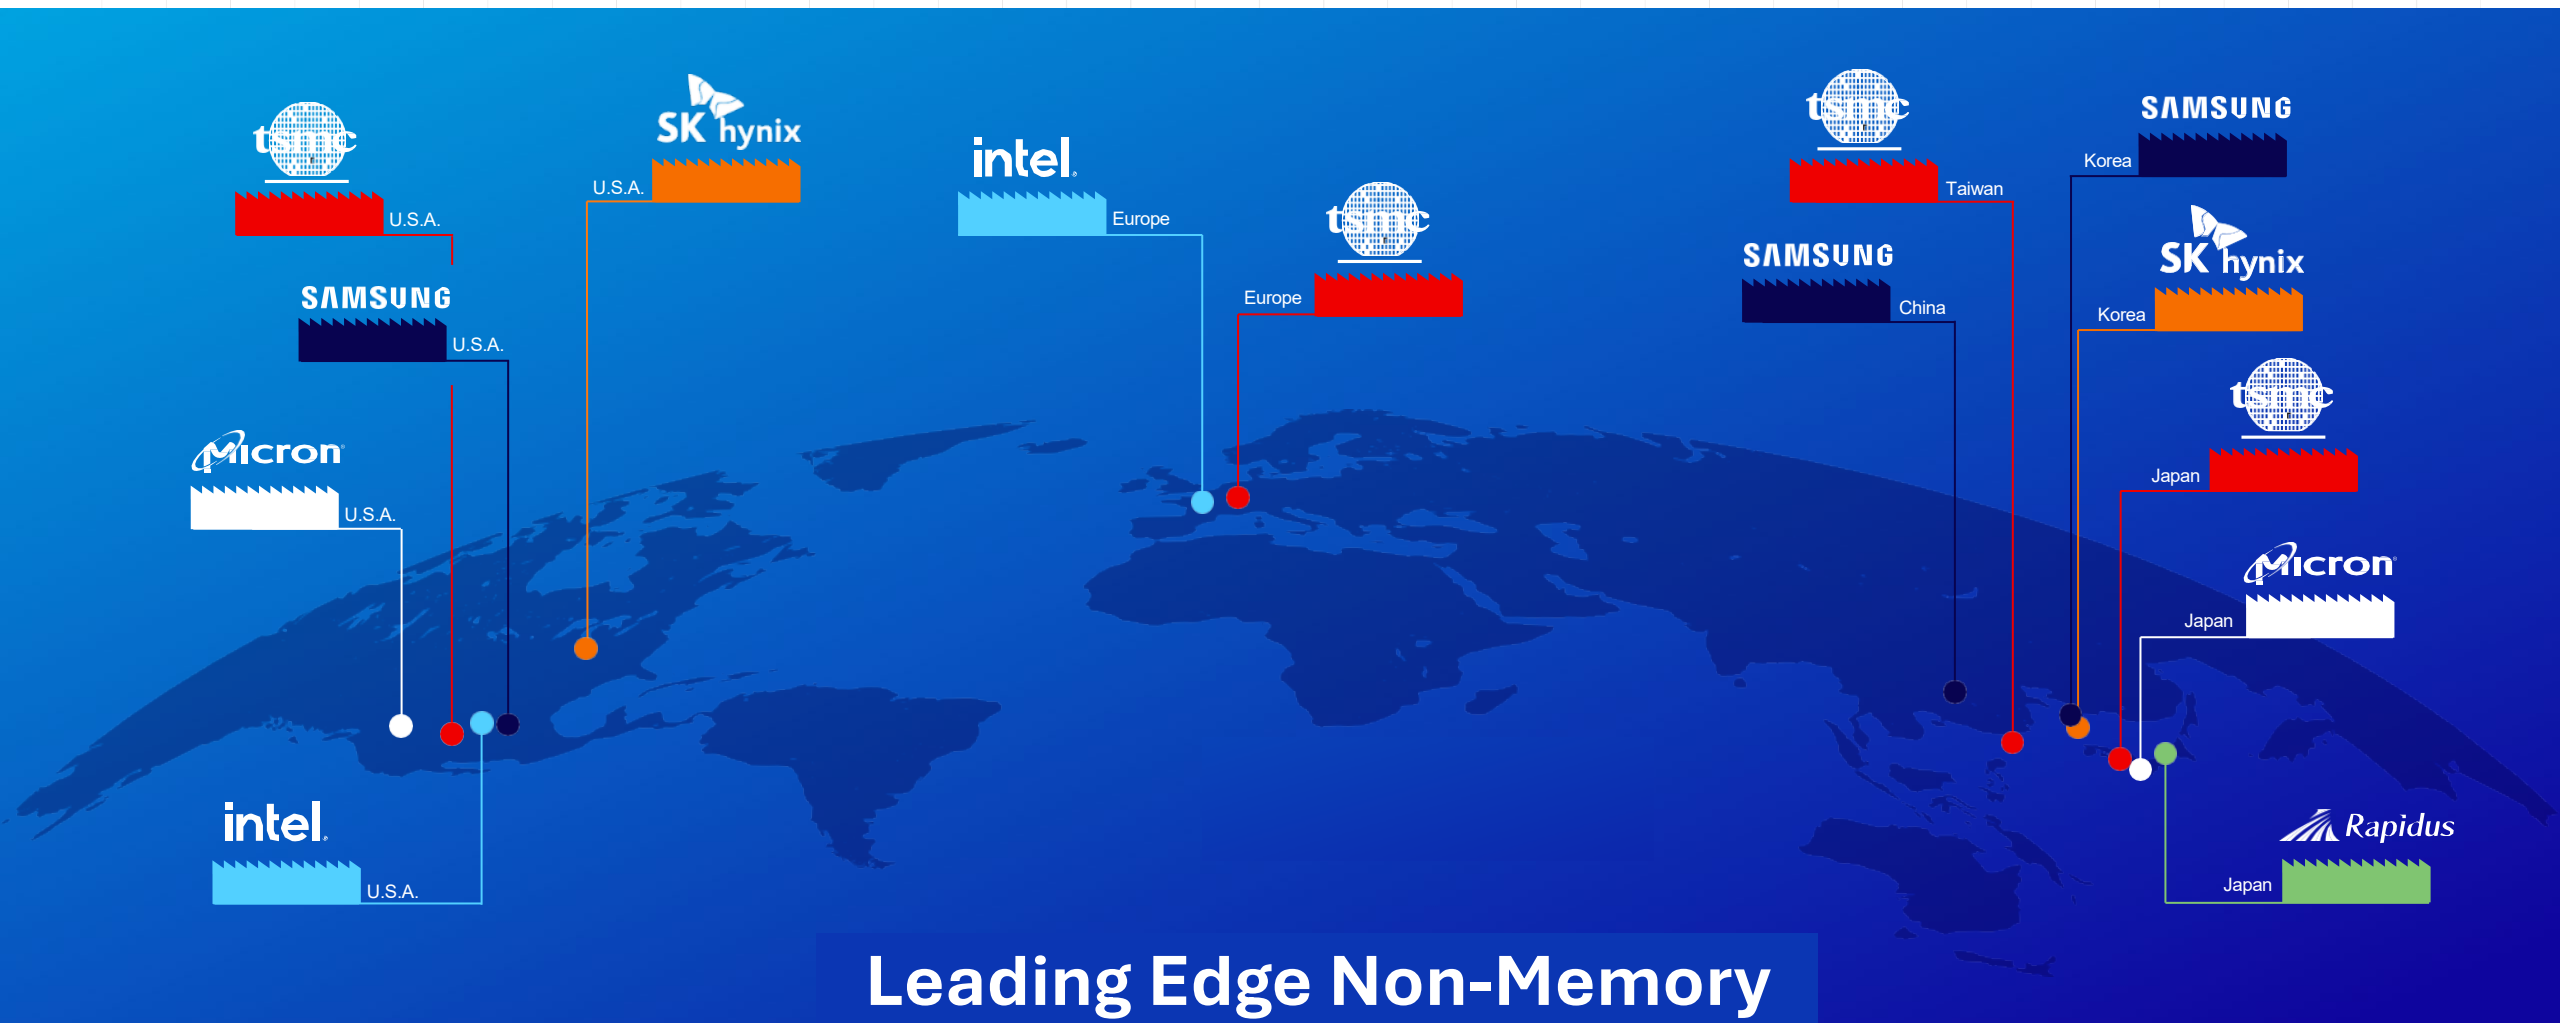 tsmc
U.S.A.
SK hynix
U.S.A.
SAMSUNG
U.S.A.
Micron
U.S.A.
intel.
U.S.A.
intel.
Europe
tsmc
Europe
tsmc
Taiwan
SAMSUNG
China
SAMSUNG
Korea
SK hynix
Korea
tsmc
Japan
Micron
Japan
Rapidus
Japan
Leading Edge Non-Memory